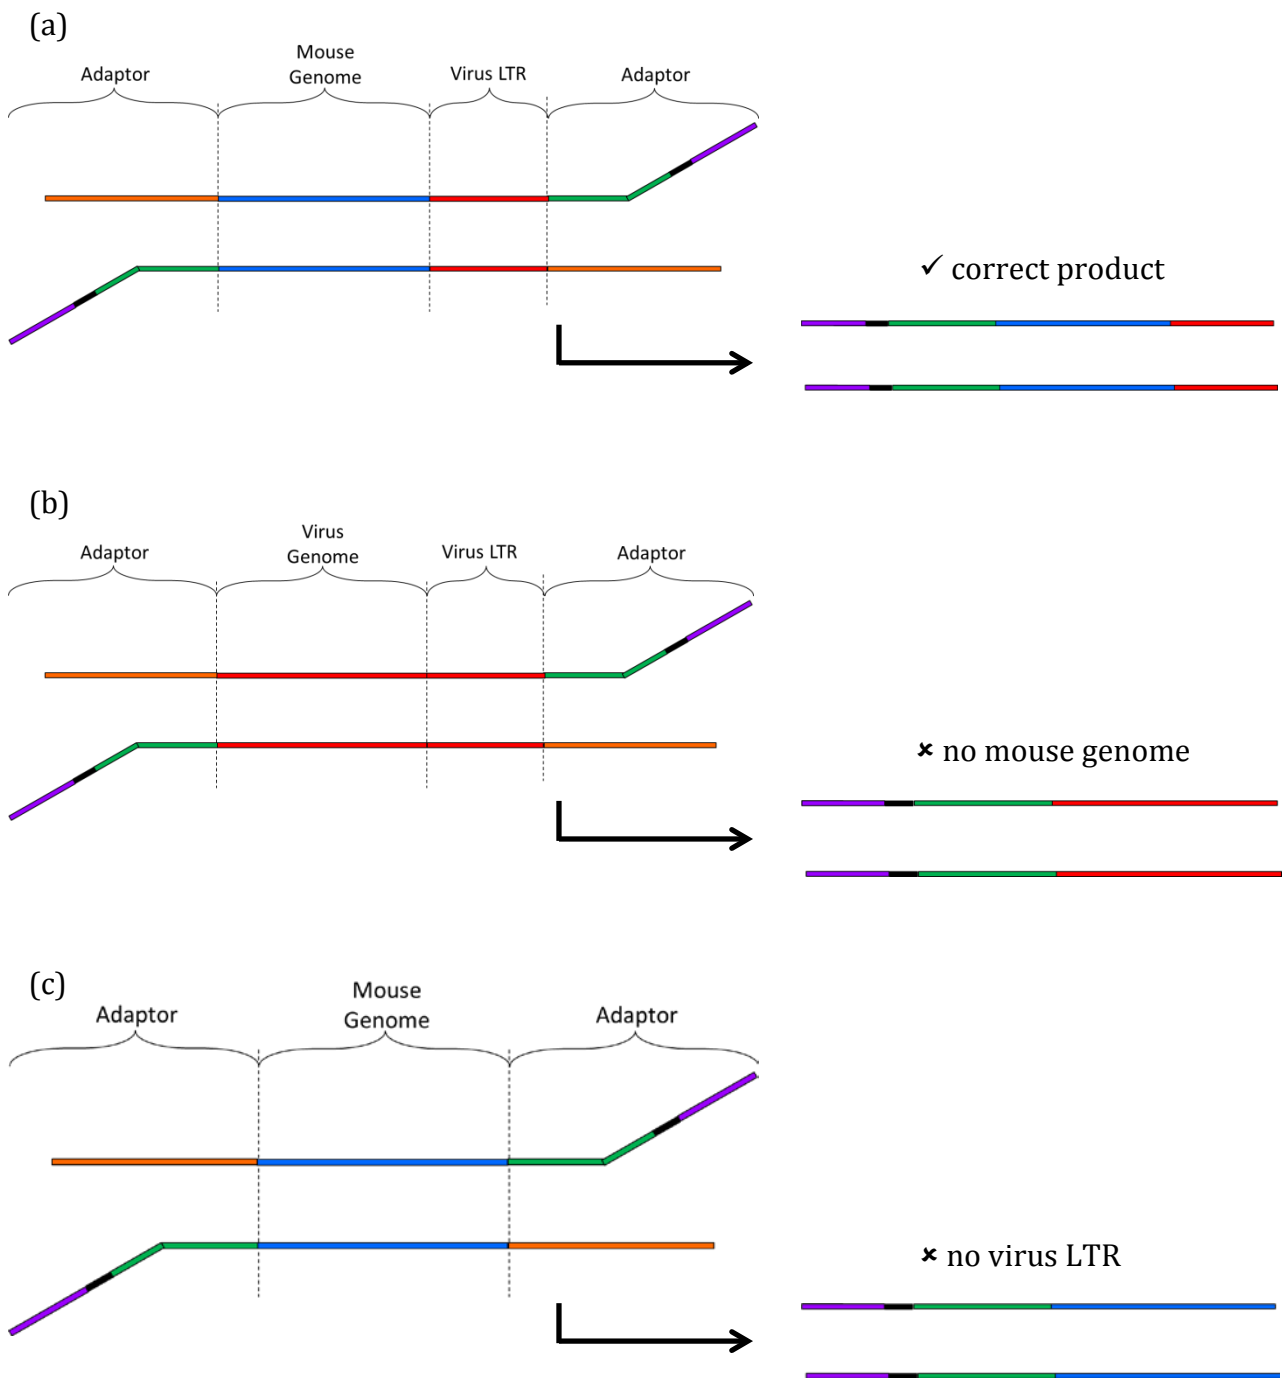 (a)
Adaptor
Mouse
Genome
Virus LTR
Adaptor
✓ correct product
(b)
Adaptor
Virus
Genome
Virus LTR
Adaptor
✘ no mouse genome
(c)
Adaptor
Mouse
Genome
Adaptor
✘ no virus LTR